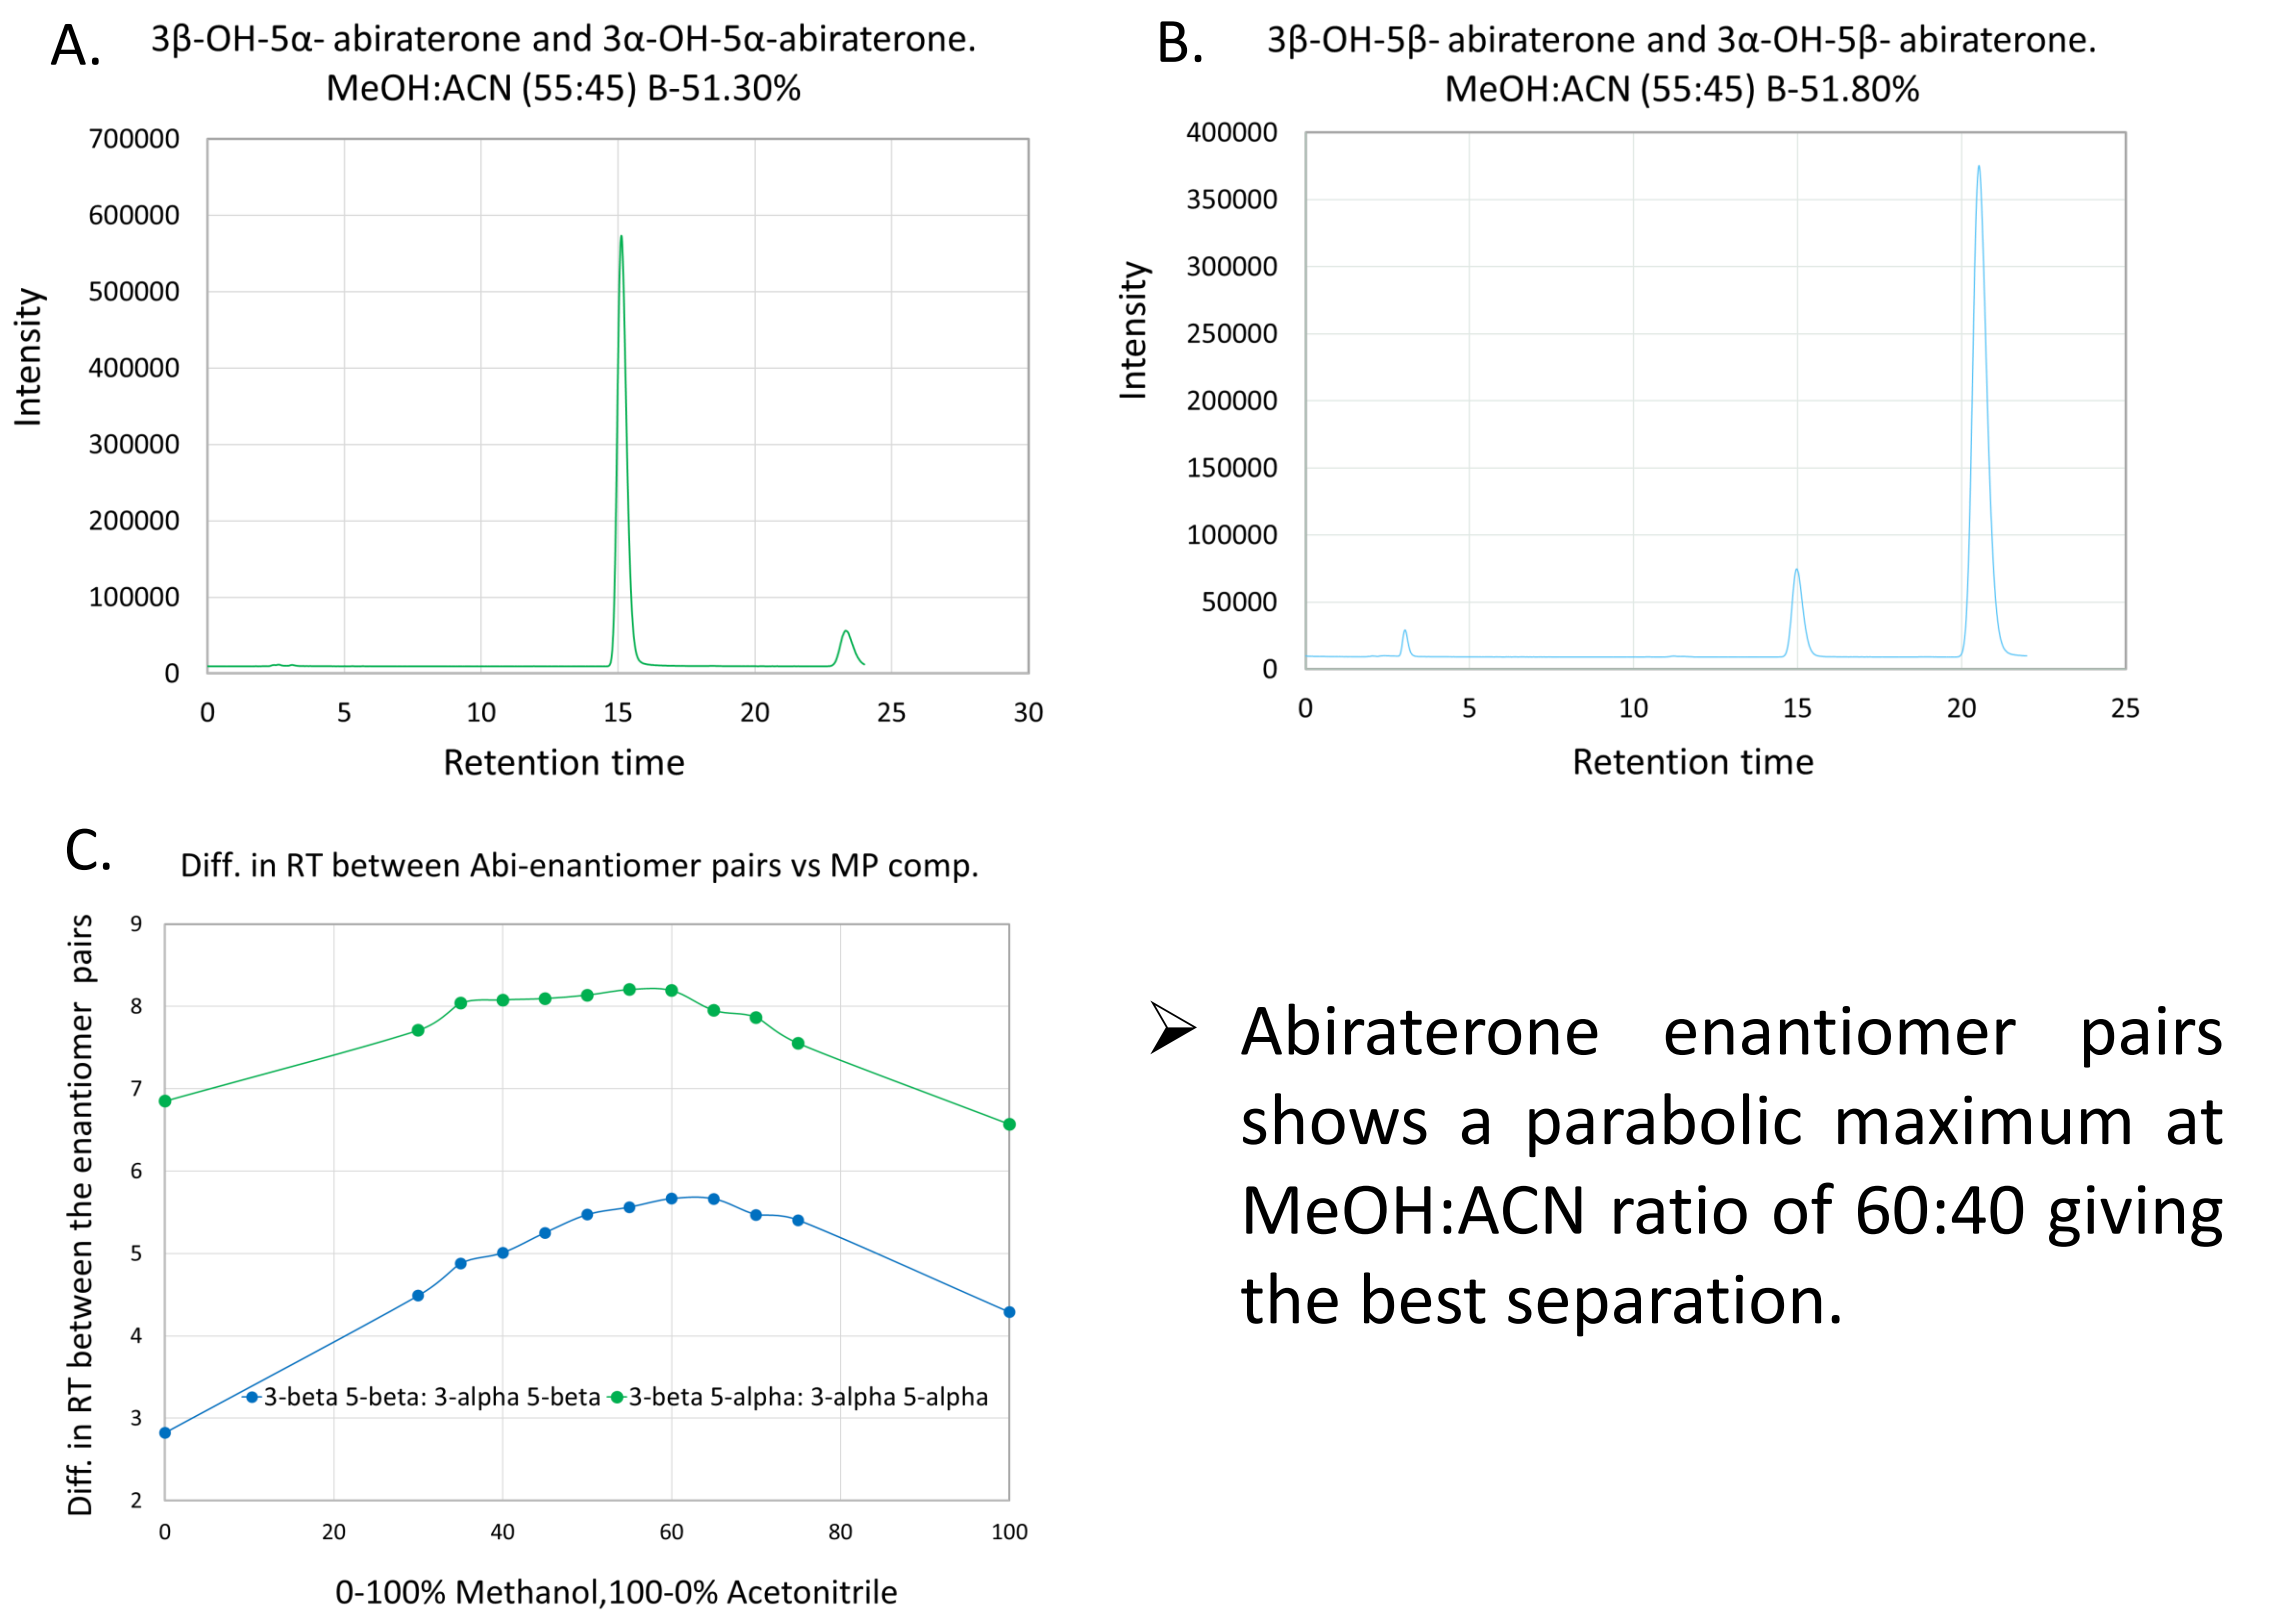 A.
3β-OH-5α- abiraterone and 3α-OH-5α-abiraterone.
MeOH:ACN (55:45) B-51.30%
700000
600000
500000
400000
300000
200000
100000
0
Intensity
0 5 10 15 20 25 30
Retention time
B.
3β-OH-5β- abiraterone and 3α-OH-5β- abiraterone.
MeOH:ACN (55:45) B-51.80%
400000
350000
300000
250000
200000
150000
100000
50000
0
Intensity
0 5 10 15 20 25
Retention time
C.
Diff. in RT between Abi-enantiomer pairs vs MP comp.
9
8
7
6
5
4
3
2
Diff. in RT between the enantiomer pairs
3-beta 5-beta: 3-alpha 5-beta 3-beta 5-alpha: 3-alpha 5-alpha
0 20 40 60 80 100
0-100% Methanol,100-0% Acetonitrile
➢ Abiraterone enantiomer pairs
shows a parabolic maximum at
MeOH:ACN ratio of 60:40 giving
the best separation.